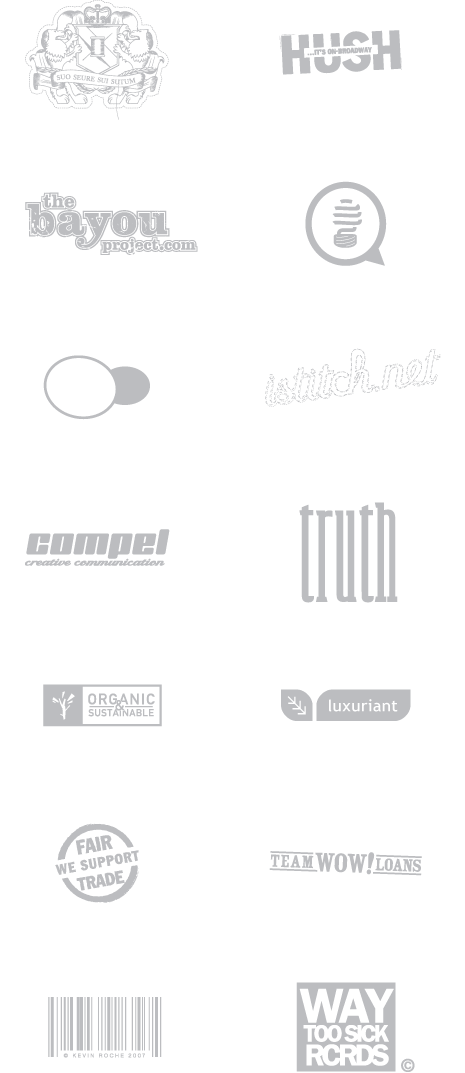 SUO SEURE SUI SUTUM
HUSH
...IT'S ON BROADWAY
the
bayou
project.com
istitch.net
compel
creative communication
truth
ORGANIC
&
SUSTAINABLE
luxuriant
FAIR
WE SUPPORT
TRADE
TEAM WOW! LOANS
© KEVIN ROCHE 2007
WAY
TOO SICK
RCRDS
©